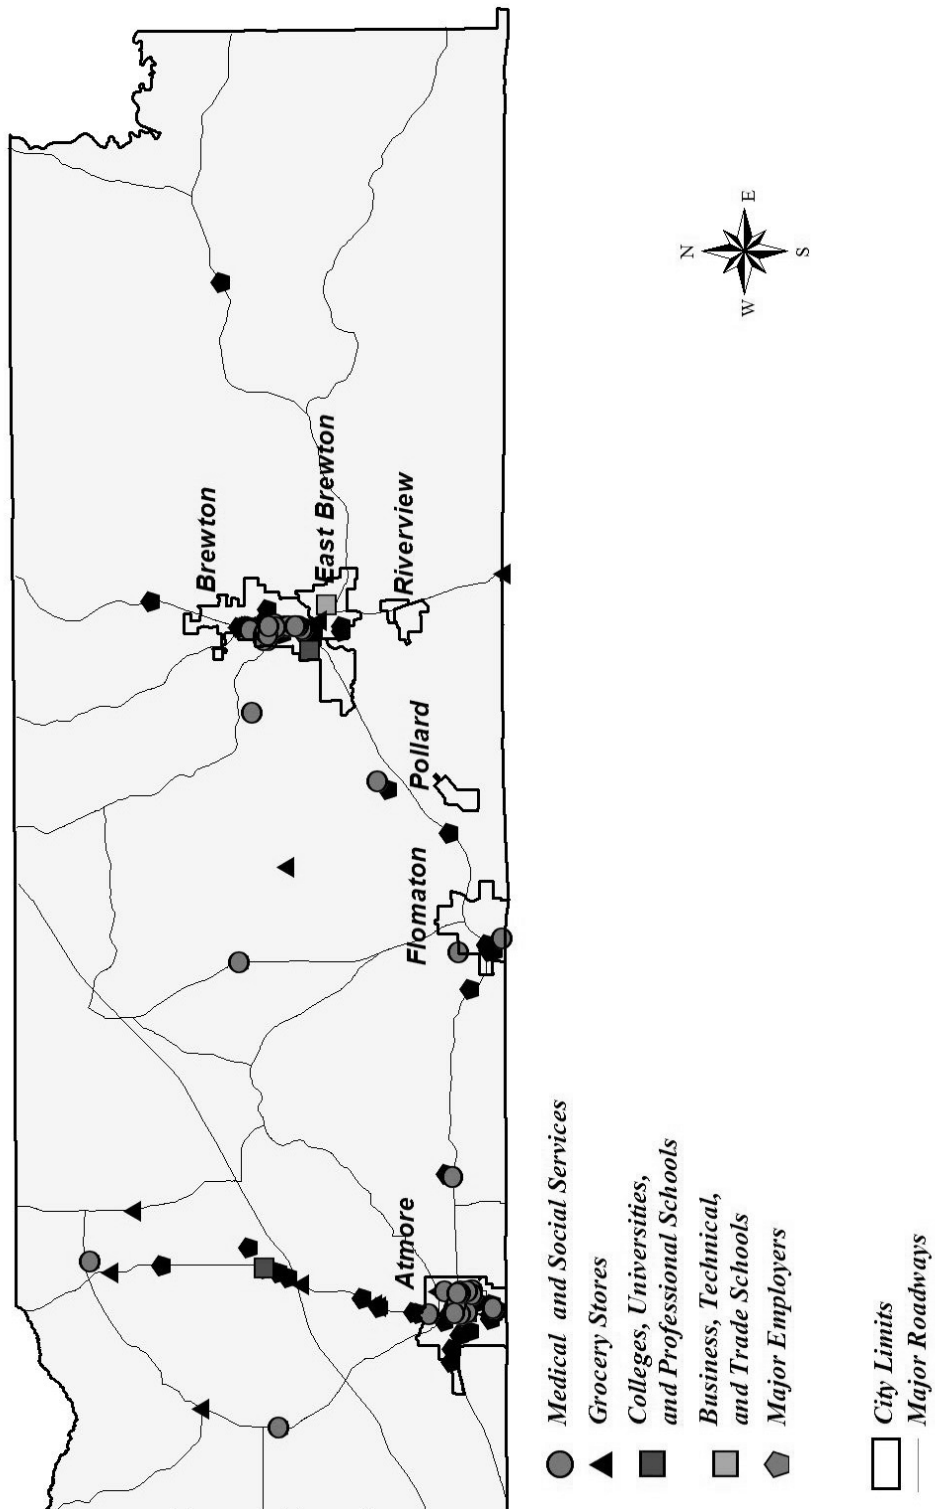 Brewton
East Brewton
Riverview
Pollard
Flomaton
Atmore
N
E
S
W
Medical and Social Services
Grocery Stores
Colleges, Universities,
and Professional Schools
Business, Technical,
and Trade Schools
Major Employers
City Limits
Major Roadways